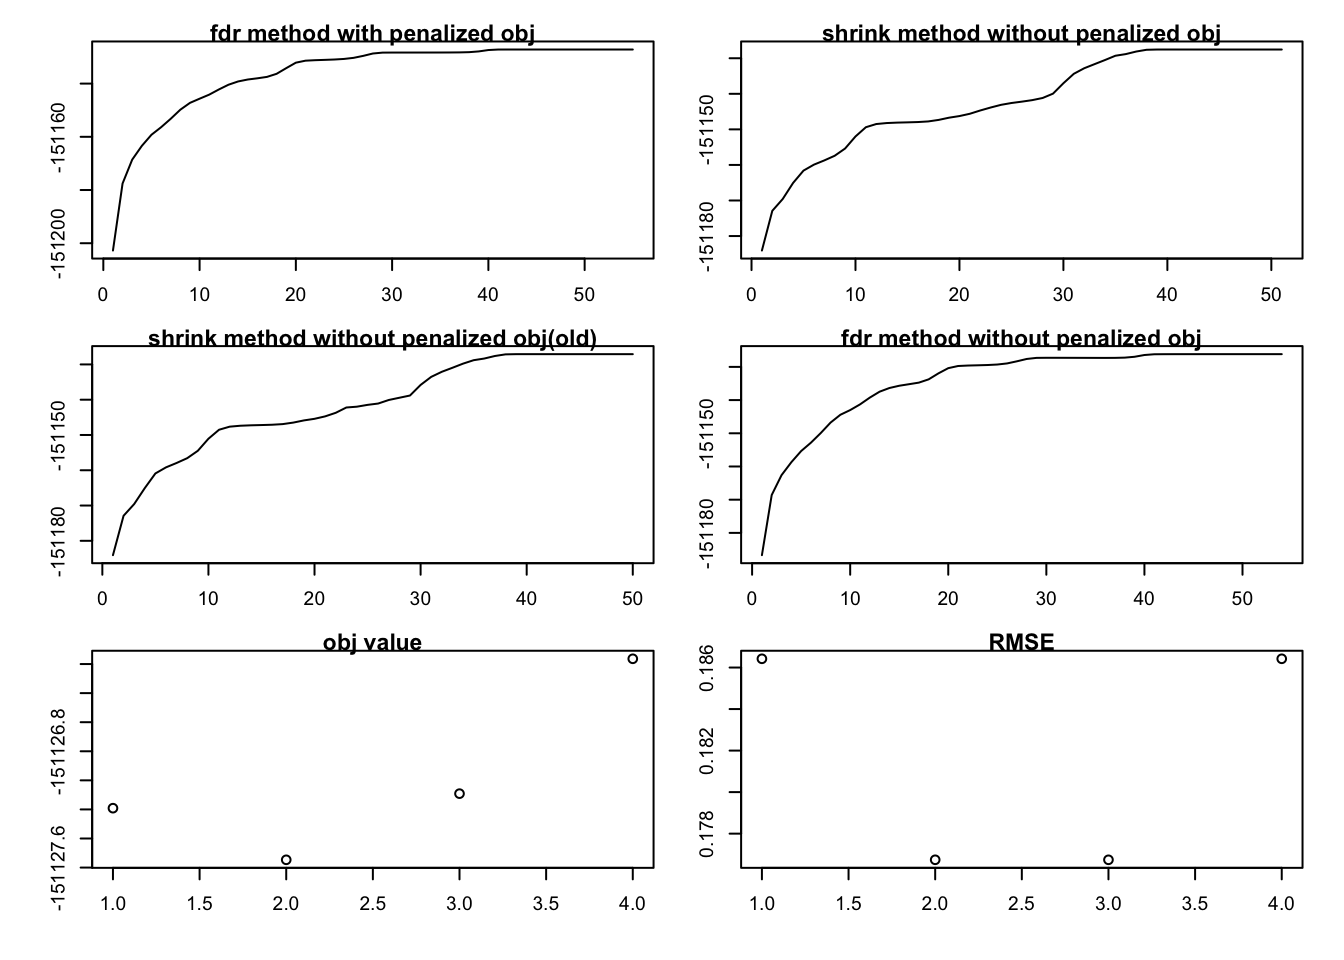 fdr method with penalized obj
-151200 -151160
0 10 20 30 40 50
shrink method without penalized obj
-151180 -151150
0 10 20 30 40 50
shrink method without penalized obj(old)
-151180 -151150
0 10 20 30 40 50
fdr method without penalized obj
-151180 -151150
0 10 20 30 40 50
obj value
-151127.6 -151126.8
1.0 1.5 2.0 2.5 3.0 3.5 4.0
RMSE
0.178 0.182 0.186
1.0 1.5 2.0 2.5 3.0 3.5 4.0